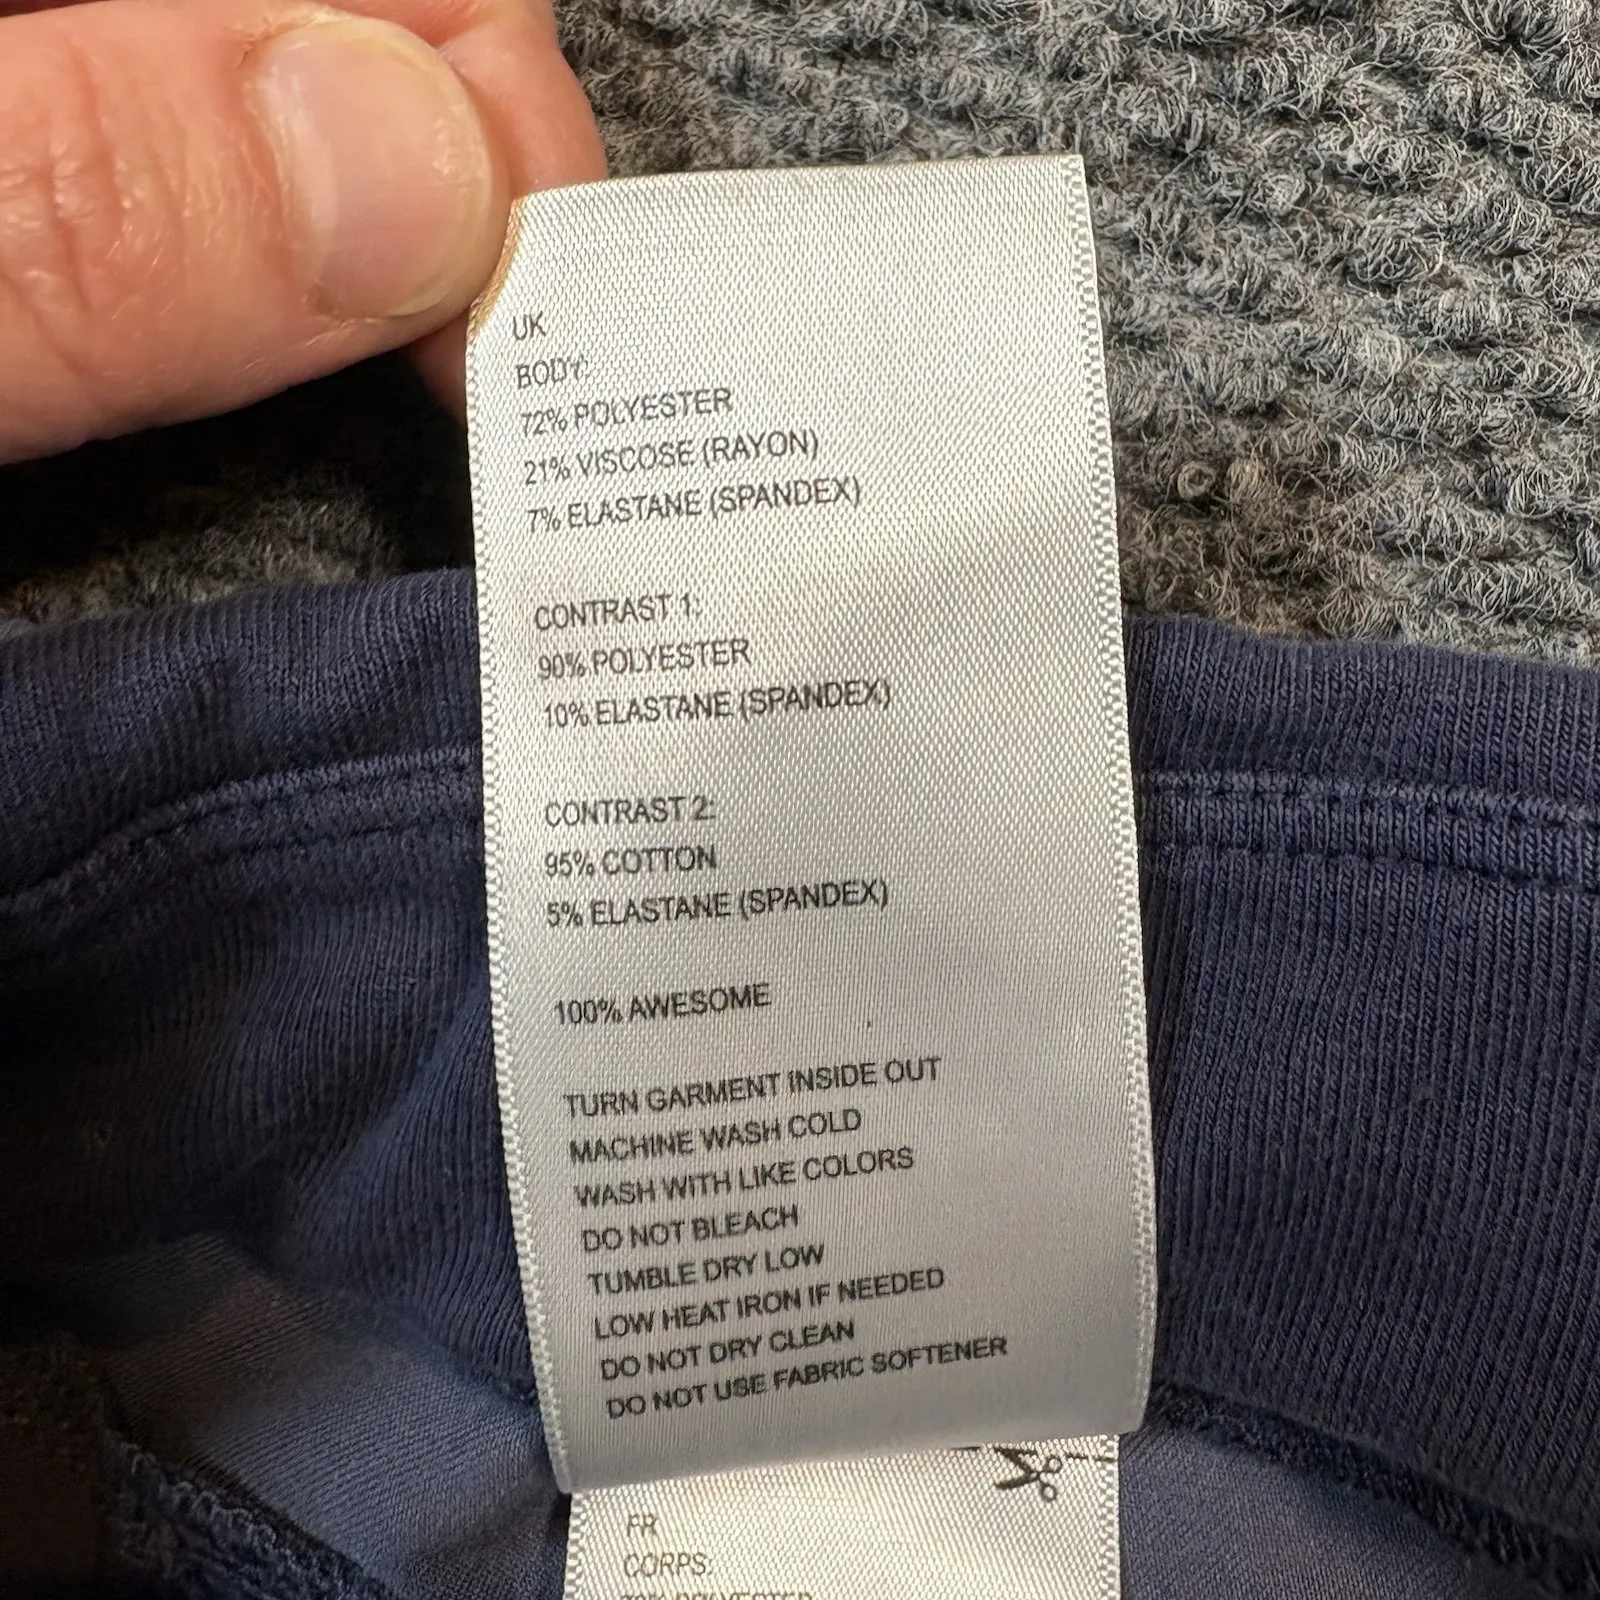 UK
BODY:
72% POLYESTER
21% VISCOSE (RAYON)
7% ELASTANE (SPANDEX)
CONTRAST 1:
90% POLYESTER
10% ELASTANE (SPANDEX)
CONTRAST 2:
95% COTTON
5% ELASTANE (SPANDEX)
100% AWESOME
TURN GARMENT INSIDE OUT
MACHINE WASH COLD
WASH WITH LIKE COLORS
DO NOT BLEACH
TUMBLE DRY LOW
LOW HEAT IRON IF NEEDED
DO NOT DRY CLEAN
DO NOT USE FABRIC SOFTENER
FR
CORPS:
72% POLYESTER